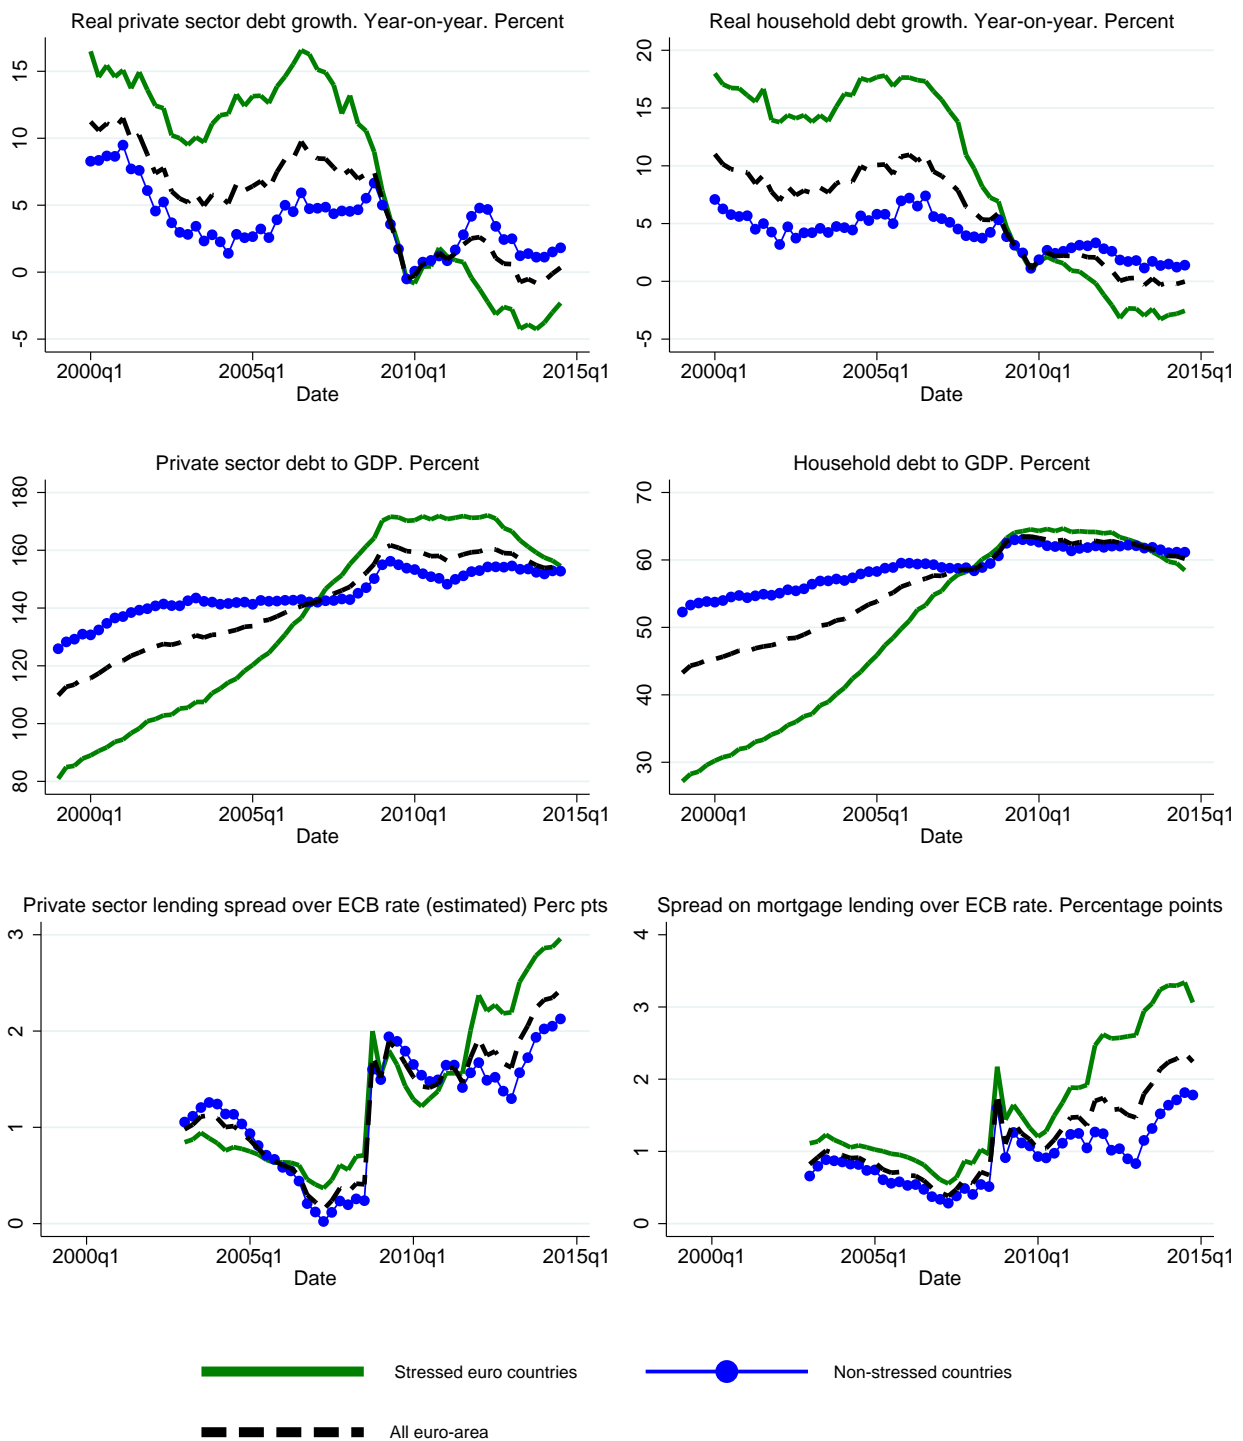 Real private sector debt growth. Year-on-year. Percent
15
10
5
0
-5
2000q1 2005q1 2010q1 2015q1
Date
Real household debt growth. Year-on-year. Percent
20
15
10
5
0
-5
2000q1 2005q1 2010q1 2015q1
Date
Private sector debt to GDP. Percent
180
160
140
120
100
80
2000q1 2005q1 2010q1 2015q1
Date
Household debt to GDP. Percent
70
60
50
40
30
2000q1 2005q1 2010q1 2015q1
Date
Private sector lending spread over ECB rate (estimated) Perc pts
3
2
1
0
2000q1 2005q1 2010q1 2015q1
Date
Spread on mortgage lending over ECB rate. Percentage points
4
3
2
1
0
2000q1 2005q1 2010q1 2015q1
Date
Stressed euro countries
Non-stressed countries
All euro-area